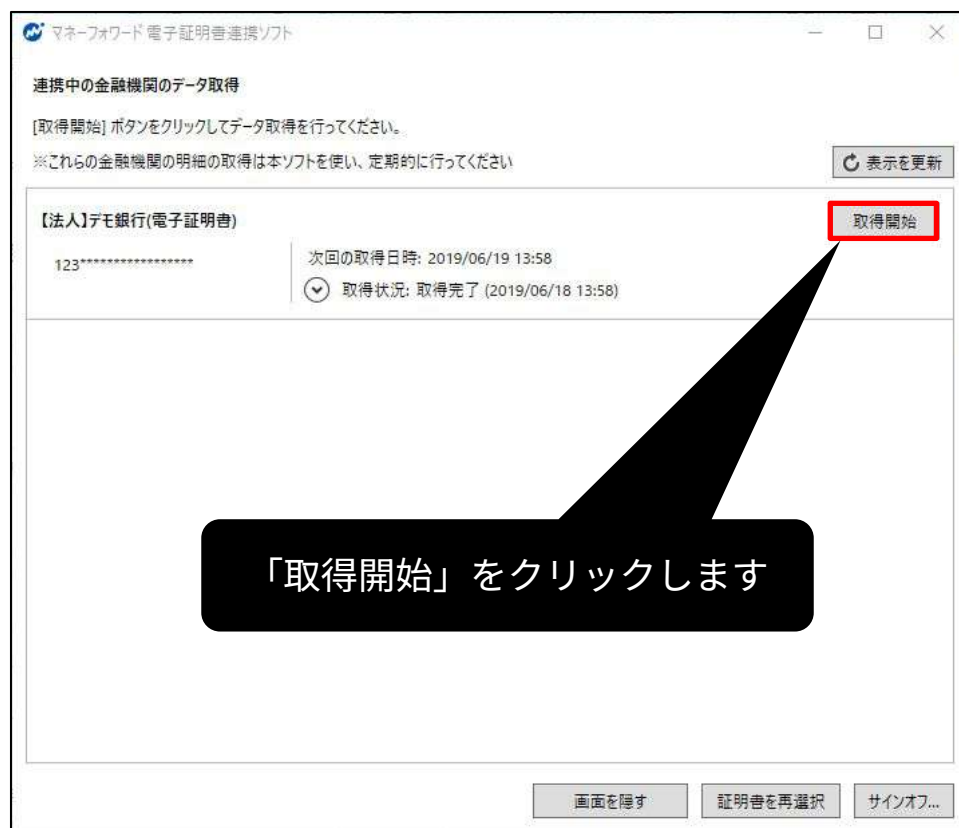 マネーフォワード 電子証明書連携ソフト
連携中の金融機関のデータ取得
[取得開始] ボタンをクリックしてデータ取得を行ってください。
※これらの金融機関の明細の取得は本ソフトを使い、定期的に行ってください
表示を更新
【法人】デモ銀行(電子証明書)
取得開始
123*****************
次回の取得日時: 2019/06/19 13:58
取得状況: 取得完了 (2019/06/18 13:58)
「取得開始」をクリックします
画面を隠す
証明書を再選択
サインオフ...